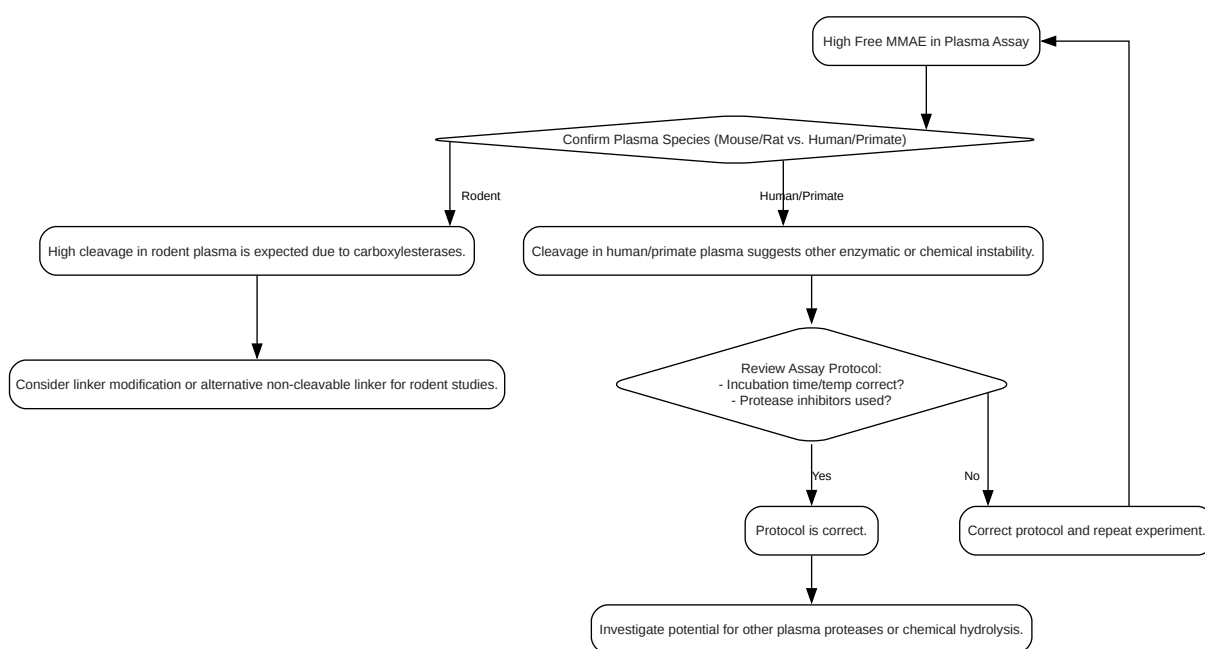 High Free MMAE in Plasma Assay
Confirm Plasma Species (Mouse/Rat vs. Human/Primate)
Rodent
Human/Primate
High cleavage in rodent plasma is expected due to carboxylesterases.
Cleavage in human/primate plasma suggests other enzymatic or chemical instability.
Consider linker modification or alternative non-cleavable linker for rodent studies.
Review Assay Protocol:
- Incubation time/temp correct?
- Protease inhibitors used?
Yes
No
Protocol is correct.
Correct protocol and repeat experiment.
Investigate potential for other plasma proteases or chemical hydrolysis.